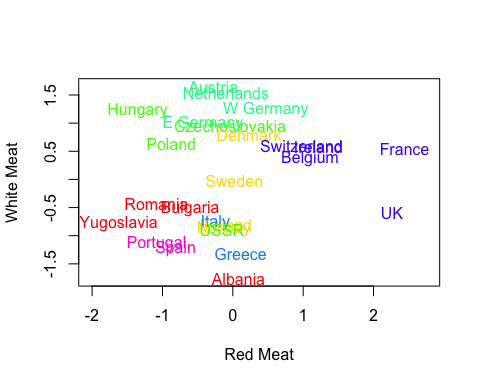 Austria
Netherlands
Hungary
W Germany
E Germany
Czechoslovakia
Denmark
Poland
Switzerland
Ireland
France
Belgium
Sweden
Romania
Bulgaria
UK
Yugoslavia
Italy
USSR
Portugal
Spain
Greece
Albania
1.5
0.5
-0.5
-1.5
White Meat
-2 -1 0 1 2
Red Meat